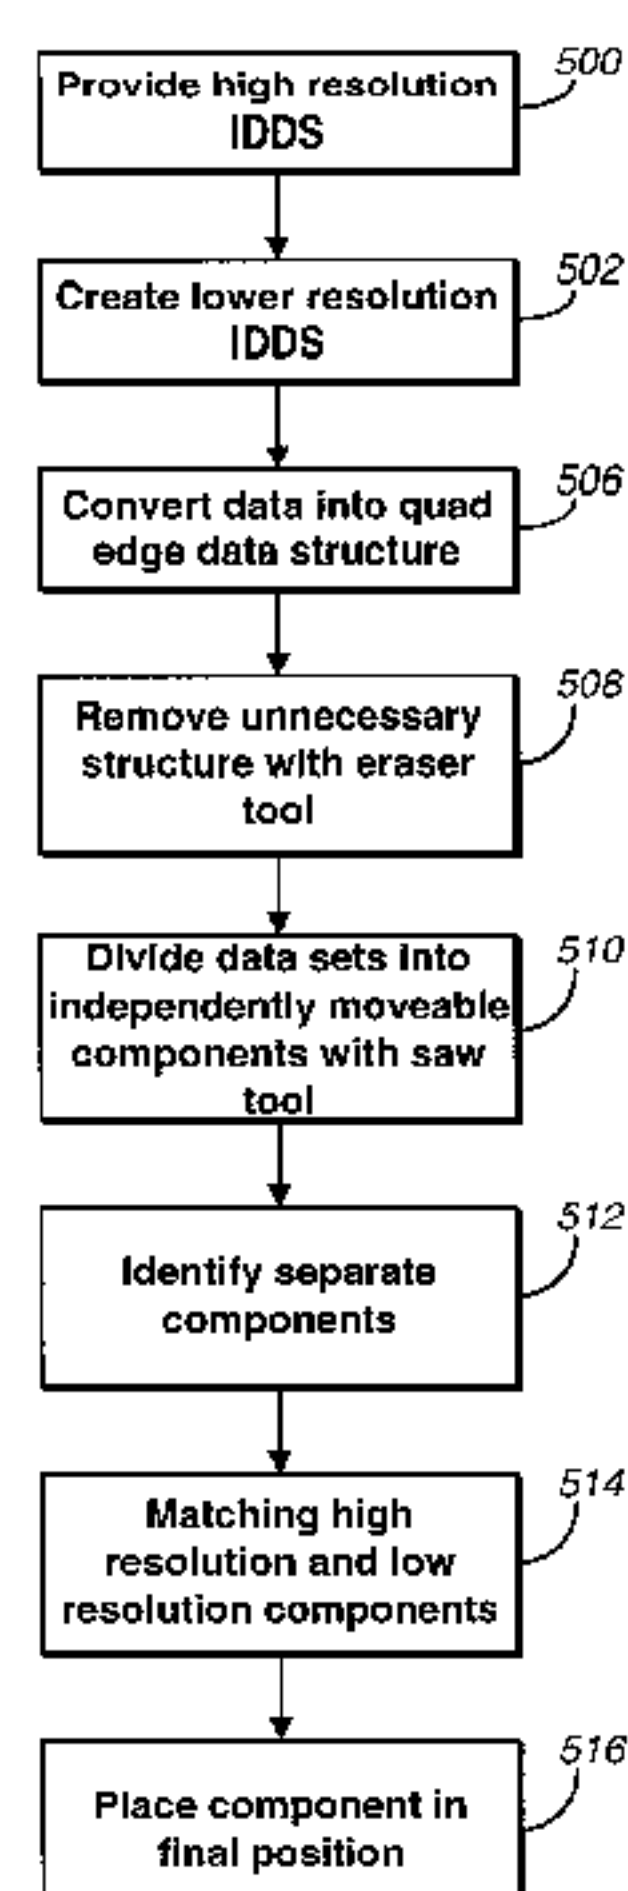 500
Provide high resolution
IDDS
502
Create lower resolution
IDDS
506
Convert data into quad
edge data structure
508
Remove unnecessary
structure with eraser
tool
510
Divide data sets into
independently moveable
components with saw
tool
512
Identify separate
components
514
Matching high
resolution and low
resolution components
516
Place component in
final position